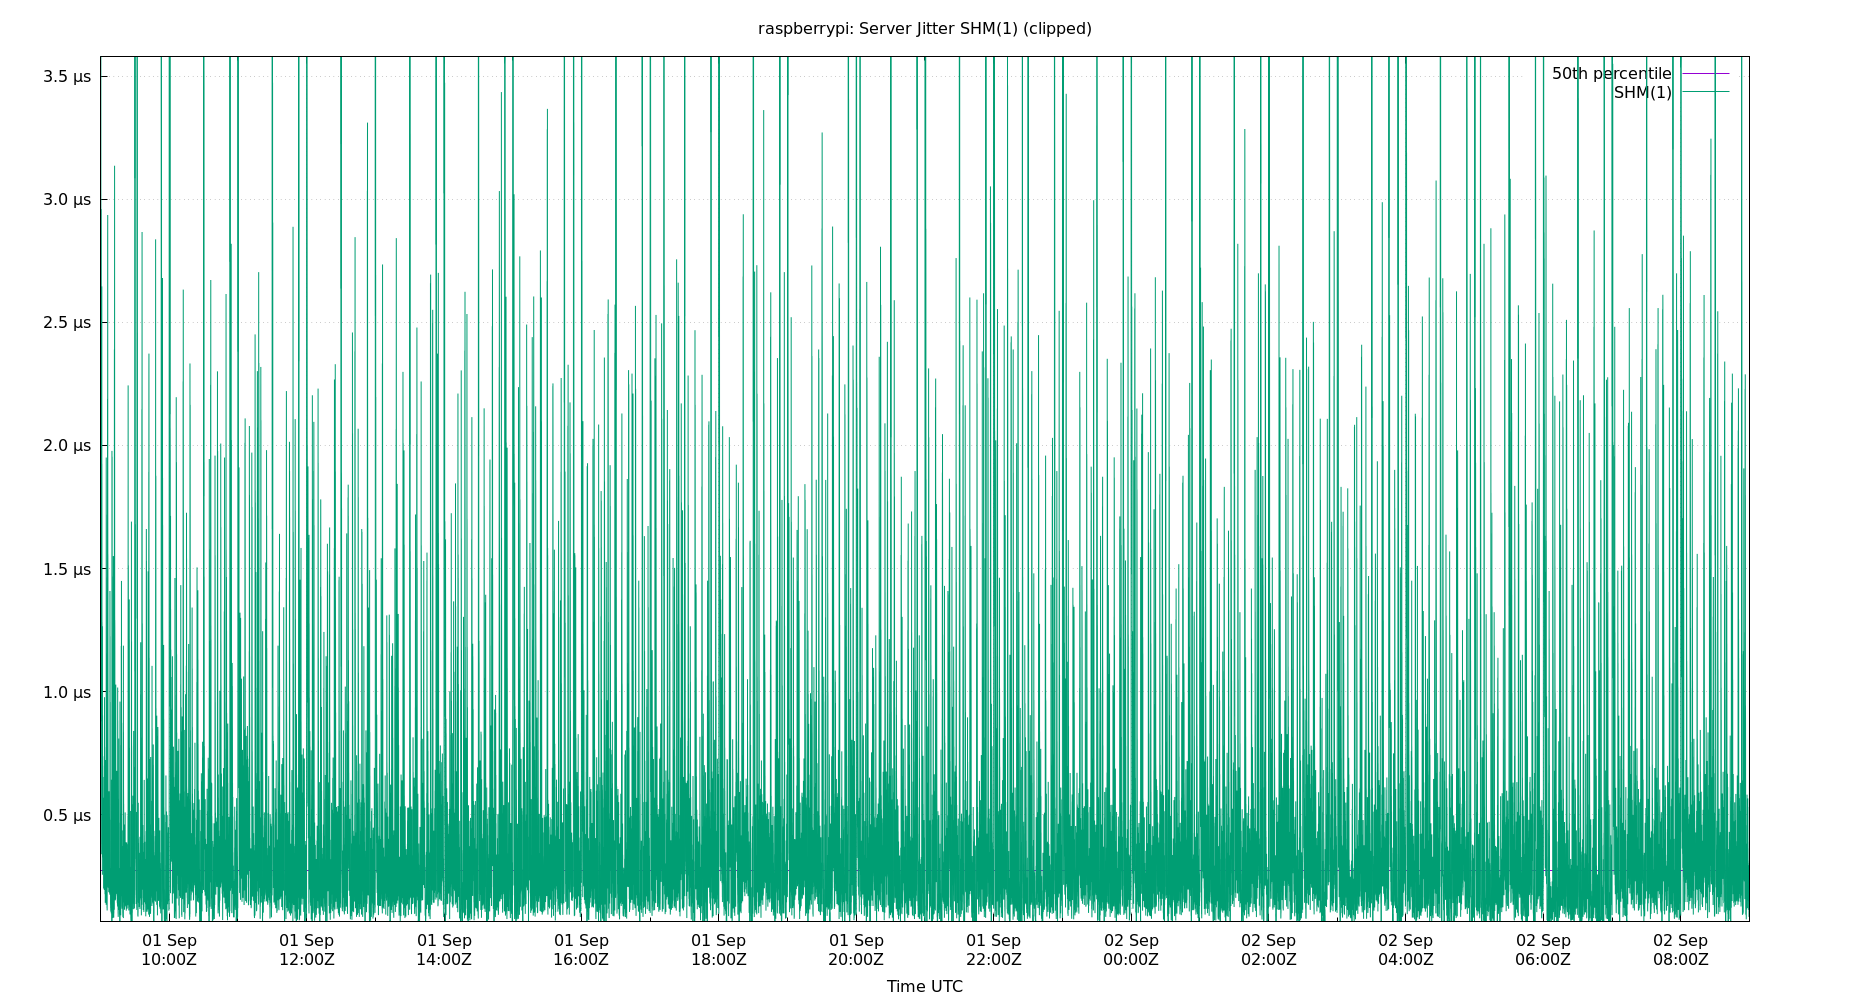 raspberrypi: Server Jitter SHM(1) (clipped)
50th percentile
SHM(1)
3.5 µs
3.0 µs
2.5 µs
2.0 µs
1.5 µs
1.0 µs
0.5 µs
01 Sep 01 Sep 01 Sep 01 Sep 01 Sep 01 Sep 01 Sep 02 Sep 02 Sep 02 Sep 02 Sep 02 Sep
10:00Z 12:00Z 14:00Z 16:00Z 18:00Z 20:00Z 22:00Z 00:00Z 02:00Z 04:00Z 06:00Z 08:00Z
Time UTC